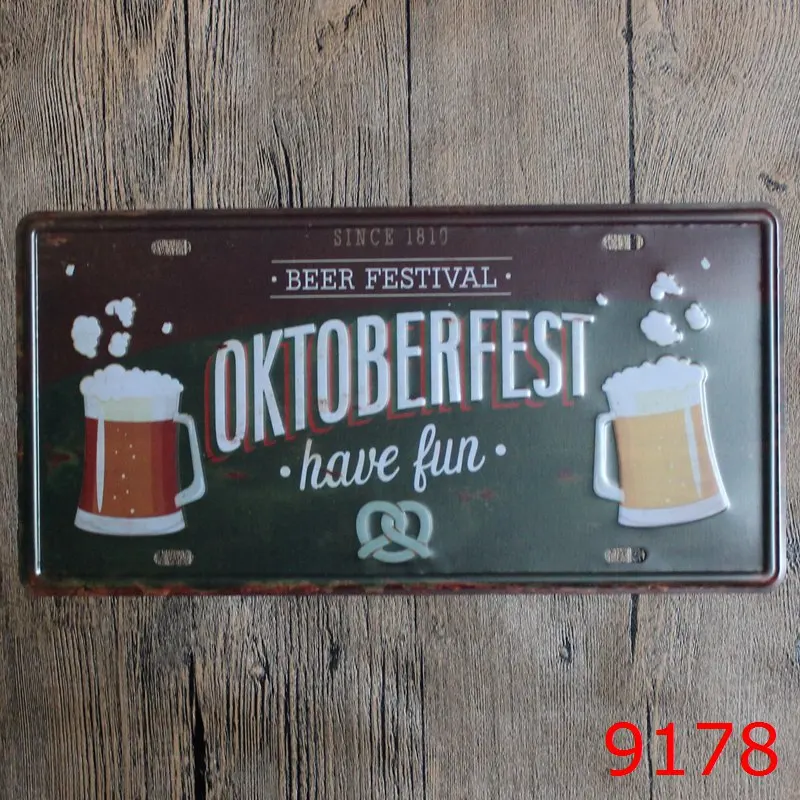 SINCE 1810
· BEER FESTIVAL ·
OKTOBERFEST
· have fun ·
9178